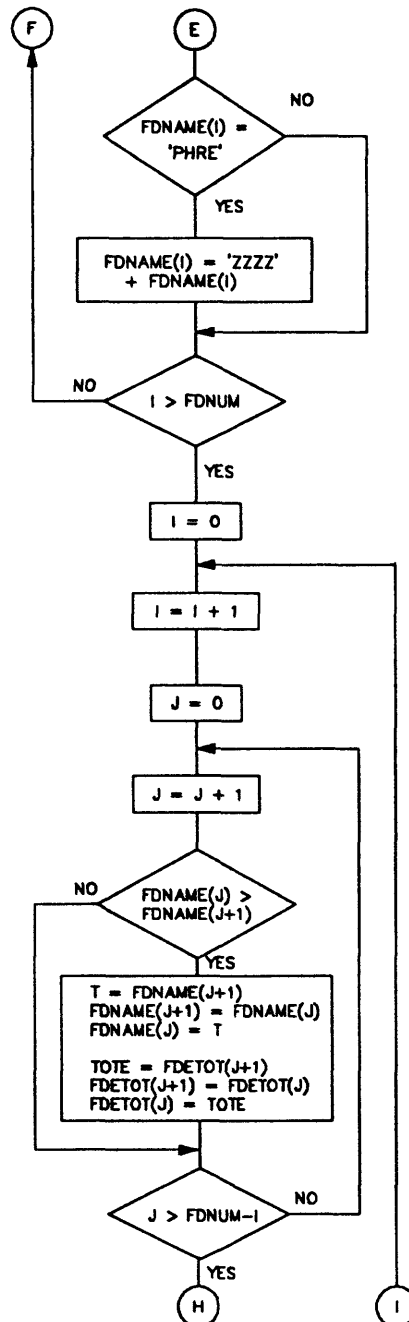 F
E
NO
FDNAME(I) =
'PHRE'
YES
FDNAME(I) = 'ZZZZ'
+ FDNAME(I)
NO
I > FDNUM
YES
I = 0
I = I + 1
J = 0
J = J + 1
NO
FDNAME(J) >
FDNAME(J+1)
YES
T = FDNAME(J+1)
FDNAME(J+1) = FDNAME(J)
FDNAME(J) = T
TOTE = FDETOT(J+1)
FDETOT(J+1) = FDETOT(J)
FDETOT(J) = TOTE
J > FDNUM-I
NO
YES
H
I